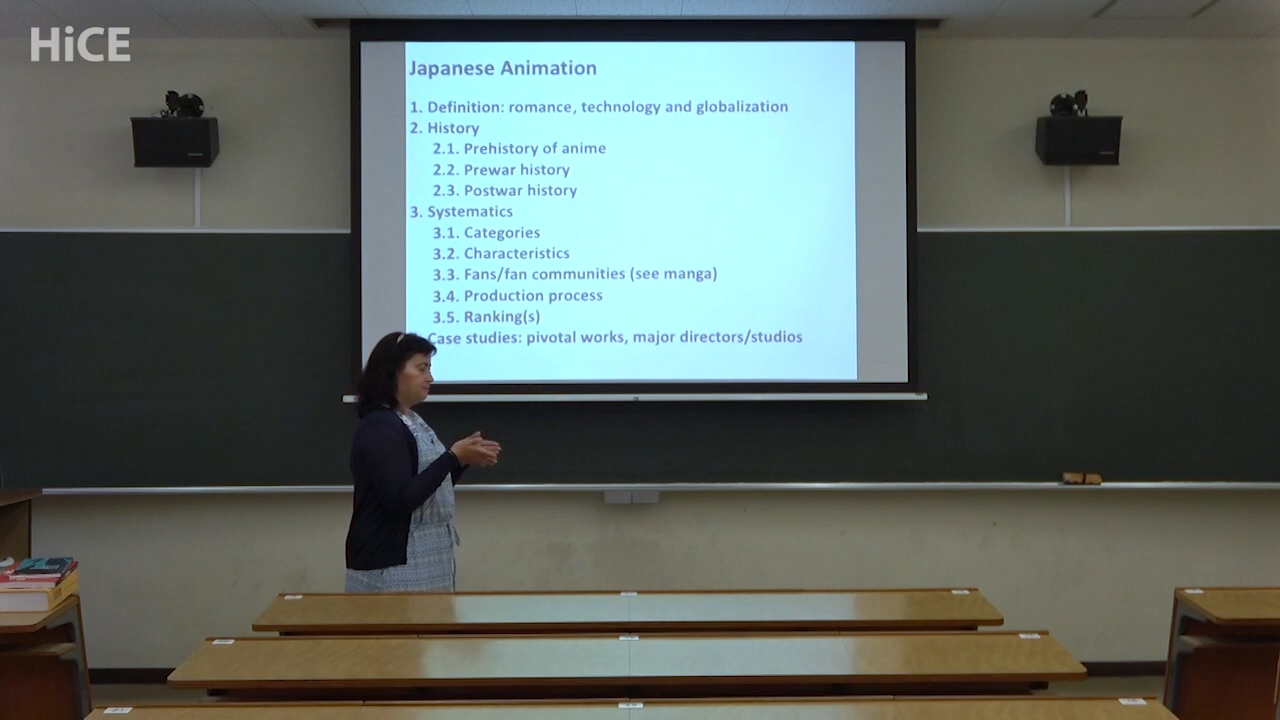 HiCE
Japanese Animation
1. Definition: romance, technology and globalization
2. History
2.1. Prehistory of anime
2.2. Prewar history
2.3. Postwar history
3. Systematics
3.1. Categories
3.2. Characteristics
3.3. Fans/fan communities (see manga)
3.4. Production process
3.5. Ranking(s)
Case studies: pivotal works, major directors/studios